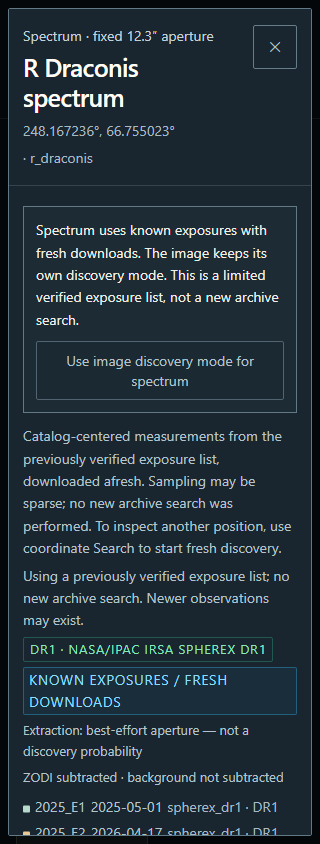 Spectrum · fixed 12.3″ aperture
×
R Draconis
spectrum
248.167236°, 66.755023°
· r_draconis
Spectrum uses known exposures with
fresh downloads. The image keeps its
own discovery mode. This is a limited
verified exposure list, not a new archive
search.
Use image discovery mode for
spectrum
Catalog-centered measurements from the
previously verified exposure list,
downloaded afresh. Sampling may be
sparse; no new archive search was
performed. To inspect another position, use
coordinate Search to start fresh discovery.
Using a previously verified exposure list; no
new archive search. Newer observations
may exist.
DR1 · NASA/IPAC IRSA SPHEREX DR1
KNOWN EXPOSURES / FRESH
DOWNLOADS
Extraction: best-effort aperture — not a
discovery probability
ZODI subtracted · background not subtracted
2025_E1 2025-05-01 spherex_dr1 · DR1
2025_E2 2026-04-17 spherex_dr1 · DR1